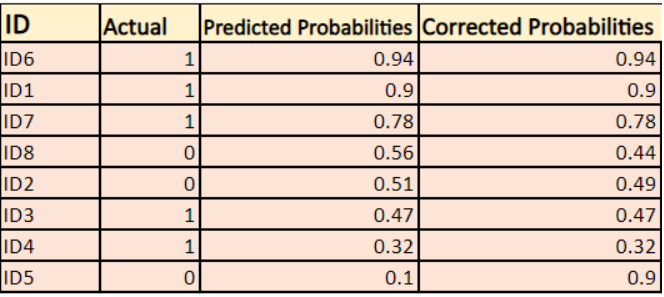 ID Actual Predicted Probabilities Corrected Probabilities
ID6 1 0.94 0.94
ID1 1 0.9 0.9
ID7 1 0.78 0.78
ID8 0 0.56 0.44
ID2 0 0.51 0.49
ID3 1 0.47 0.47
ID4 1 0.32 0.32
ID5 0 0.1 0.9